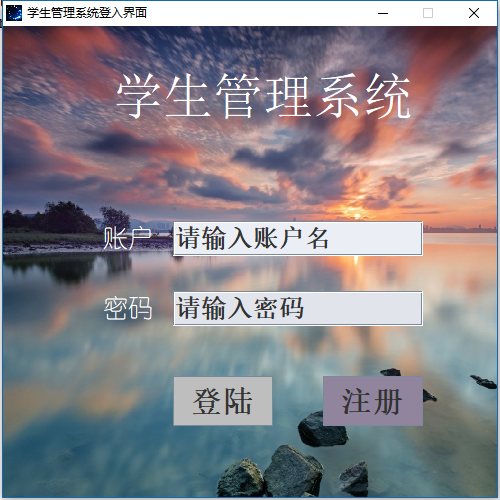 学生管理系统登入界面
学生管理系统
账户 请输入账户名
密码 请输入密码
登陆 注册